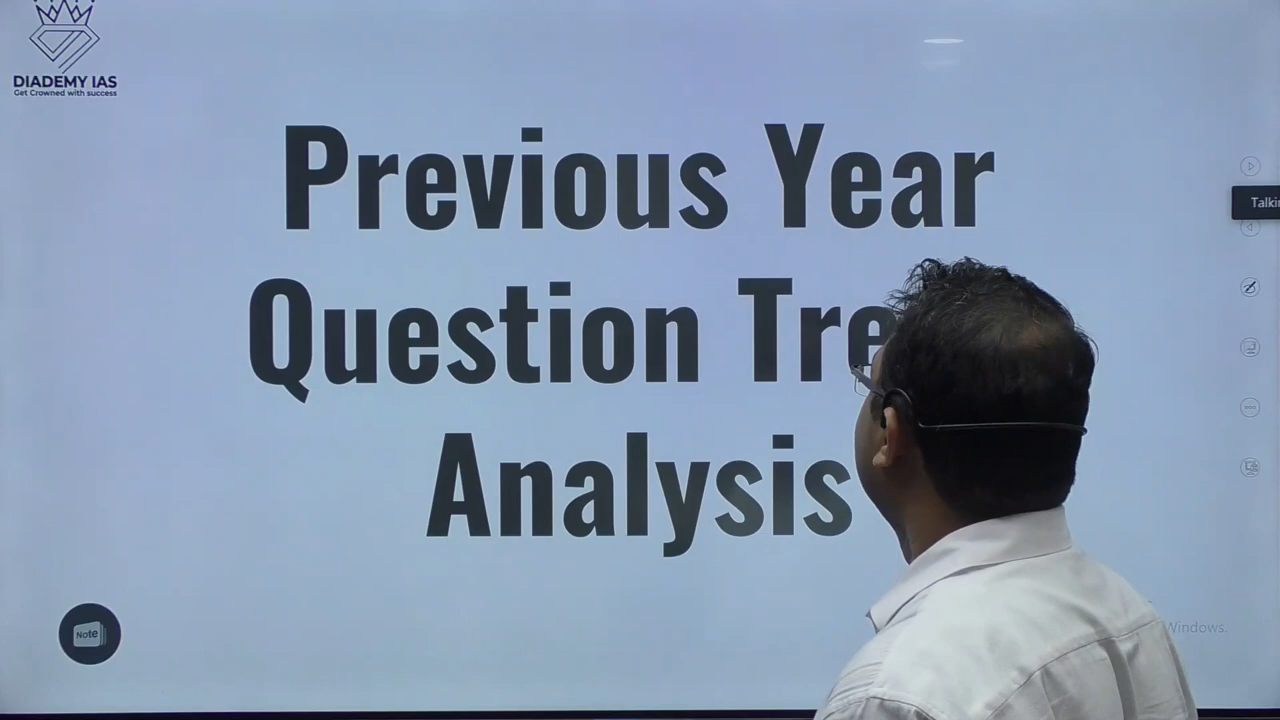 DIADEMY IAS
Get Crowned with success
Previous Year
Question Tre
Analysis
Talki
Note
Windows.